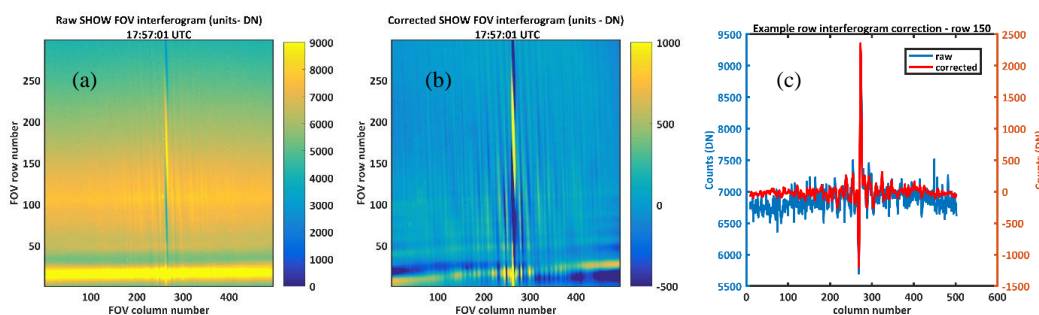 Raw SHOW FOV interferogram (units- DN)
17:57:01 UTC
(a)
FOV row number
250
200
150
100
50
100 200 300 400
FOV column number
9000
8000
7000
6000
5000
4000
3000
2000
1000
0
Corrected SHOW FOV interferogram (units - DN)
17:57:01 UTC
(b)
FOV row number
250
200
150
100
50
100 200 300 400
FOV column number
1000
500
0
-500
Example row interferogram correction - row 150
(c)
raw
corrected
Counts (DN)
9500
9000
8500
8000
7500
7000
6500
6000
5500
0 100 200 300 400 500 600
column number
2500
2000
1500
1000
500
0
-500
-1000
-1500
Counts (DN)